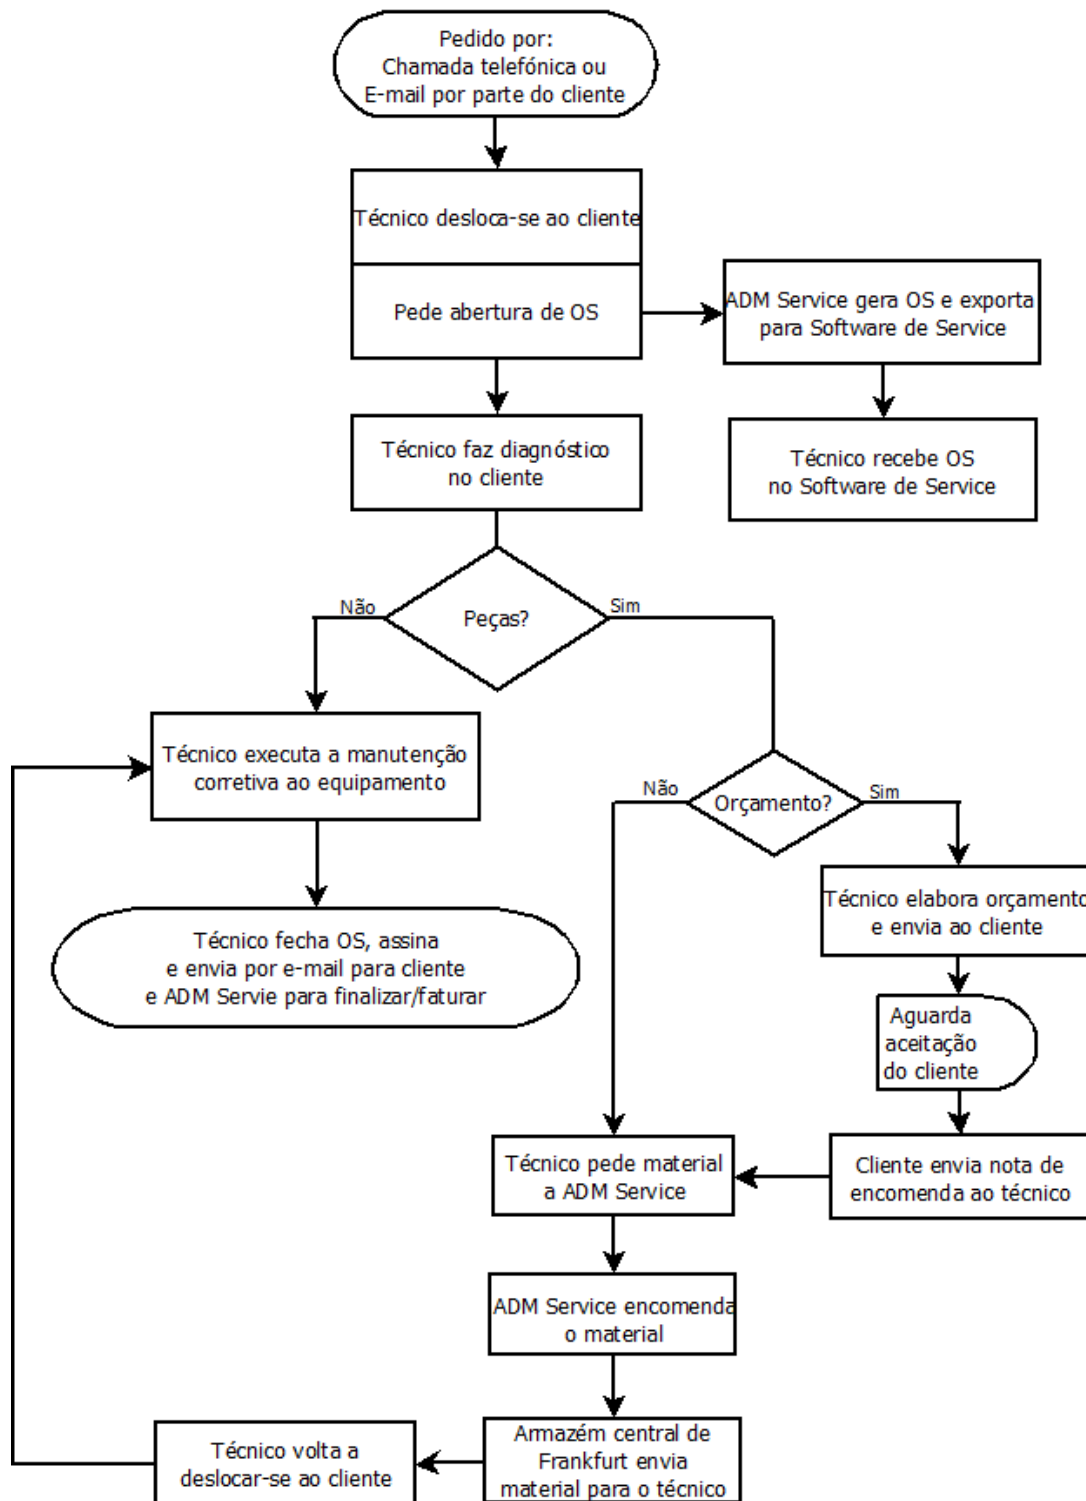 Pedido por:
Chamada telefónica ou
E-mail por parte do cliente
Técnico desloca-se ao cliente
Pede abertura de OS
ADM Service gera OS e exporta
para Software de Service
Técnico faz diagnóstico
no cliente
Técnico recebe OS
no Software de Service
Não
Peças?
Sim
Técnico executa a manutenção
corretiva ao equipamento
Não
Orçamento?
Sim
Técnico elabora orçamento
e envia ao cliente
Técnico fecha OS, assina
e envia por e-mail para cliente
e ADM Servie para finalizar/faturar
Aguarda
aceitação
do cliente
Técnico pede material
a ADM Service
Cliente envia nota de
encomenda ao técnico
ADM Service encomenda
o material
Armazém central de
Frankfurt envia
material para o técnico
Técnico volta a
deslocar-se ao cliente